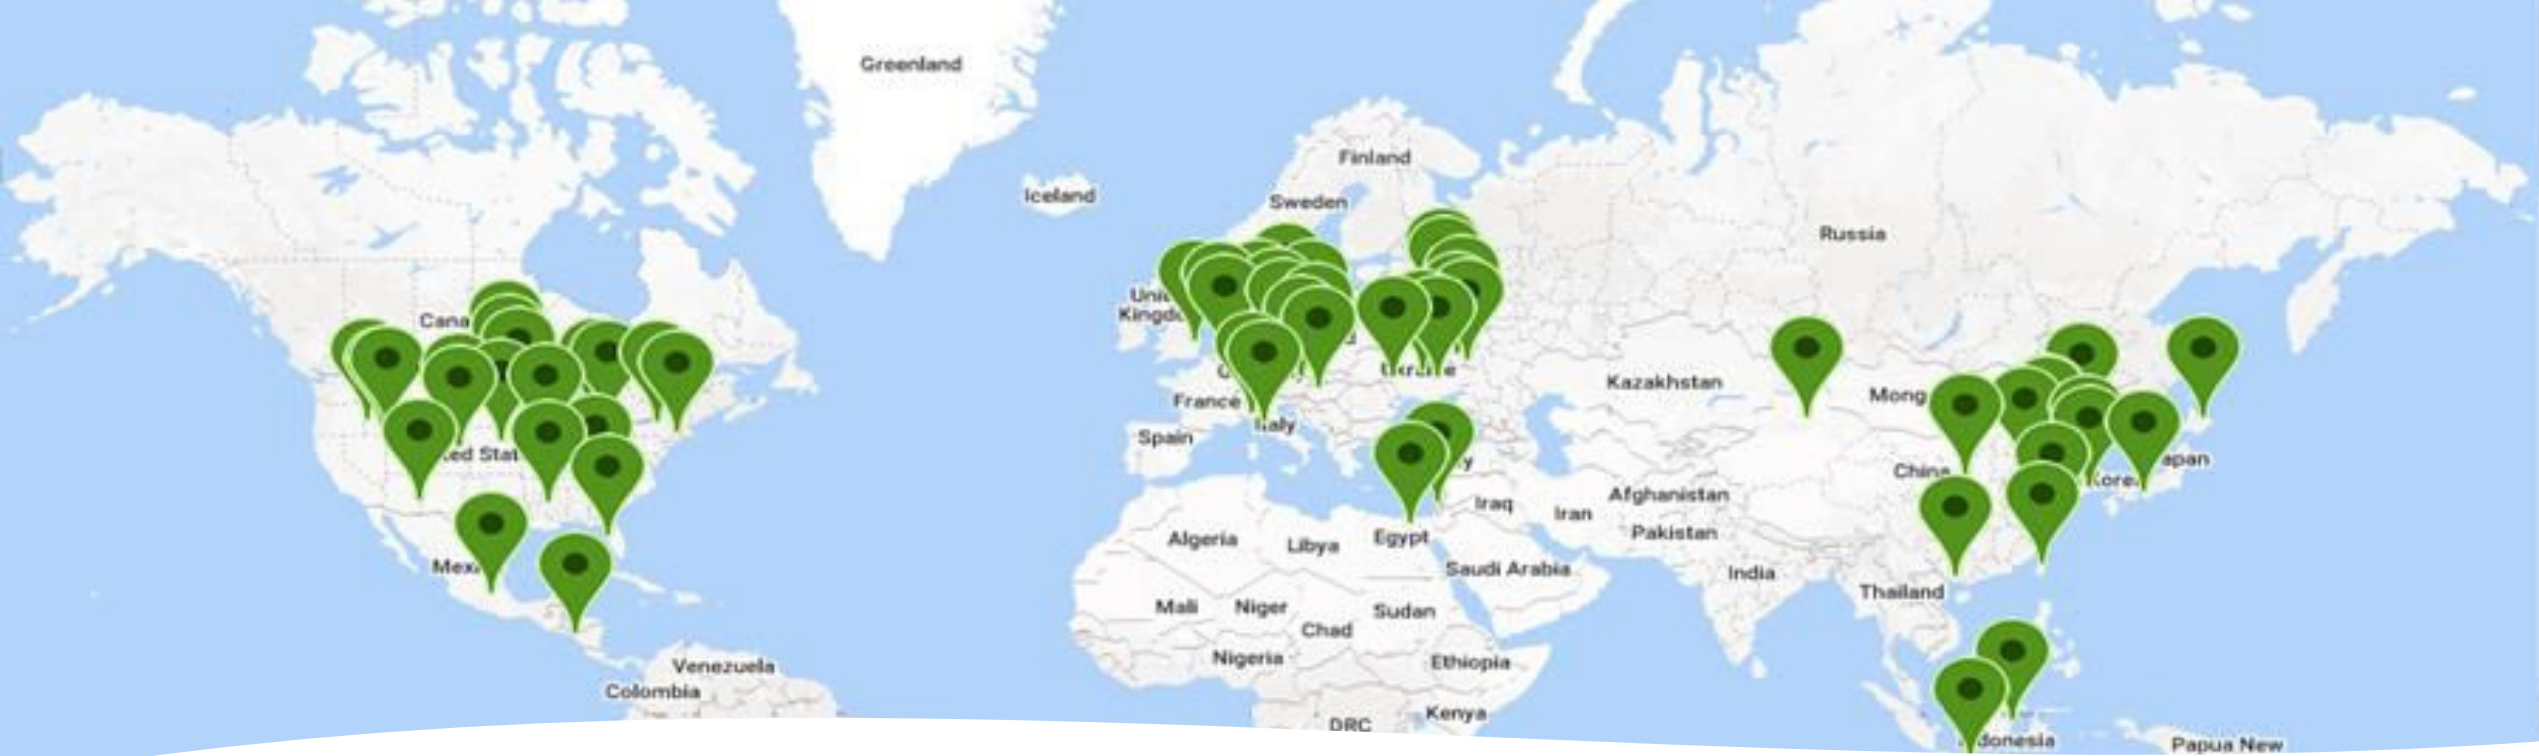 Greenland
Finland
Iceland
Sweden
Russia
Cana
Kazakhstan
Mong
France
Italy
Spain
China
apan
Afghanistan
Iraq
Iran
Pakistan
Algeria
Libya
Egypt
Saudi Arabia
India
Thailand
Mali
Niger
Sudan
Chad
Nigeria
Ethiopia
Venezuela
Colombia
DRC
Kenya
Papua New